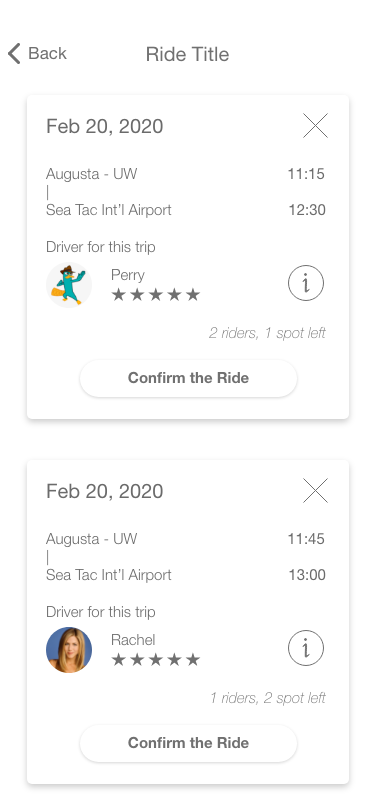 Back
Ride Title
Feb 20, 2020
Augusta - UW 11:15
|
Sea Tac Int'l Airport 12:30
Driver for this trip
Perry
★★★★★
i
2 riders, 1 spot left
Confirm the Ride
Feb 20, 2020
Augusta - UW 11:45
|
Sea Tac Int'l Airport 13:00
Driver for this trip
Rachel
★★★★★
i
1 riders, 2 spot left
Confirm the Ride